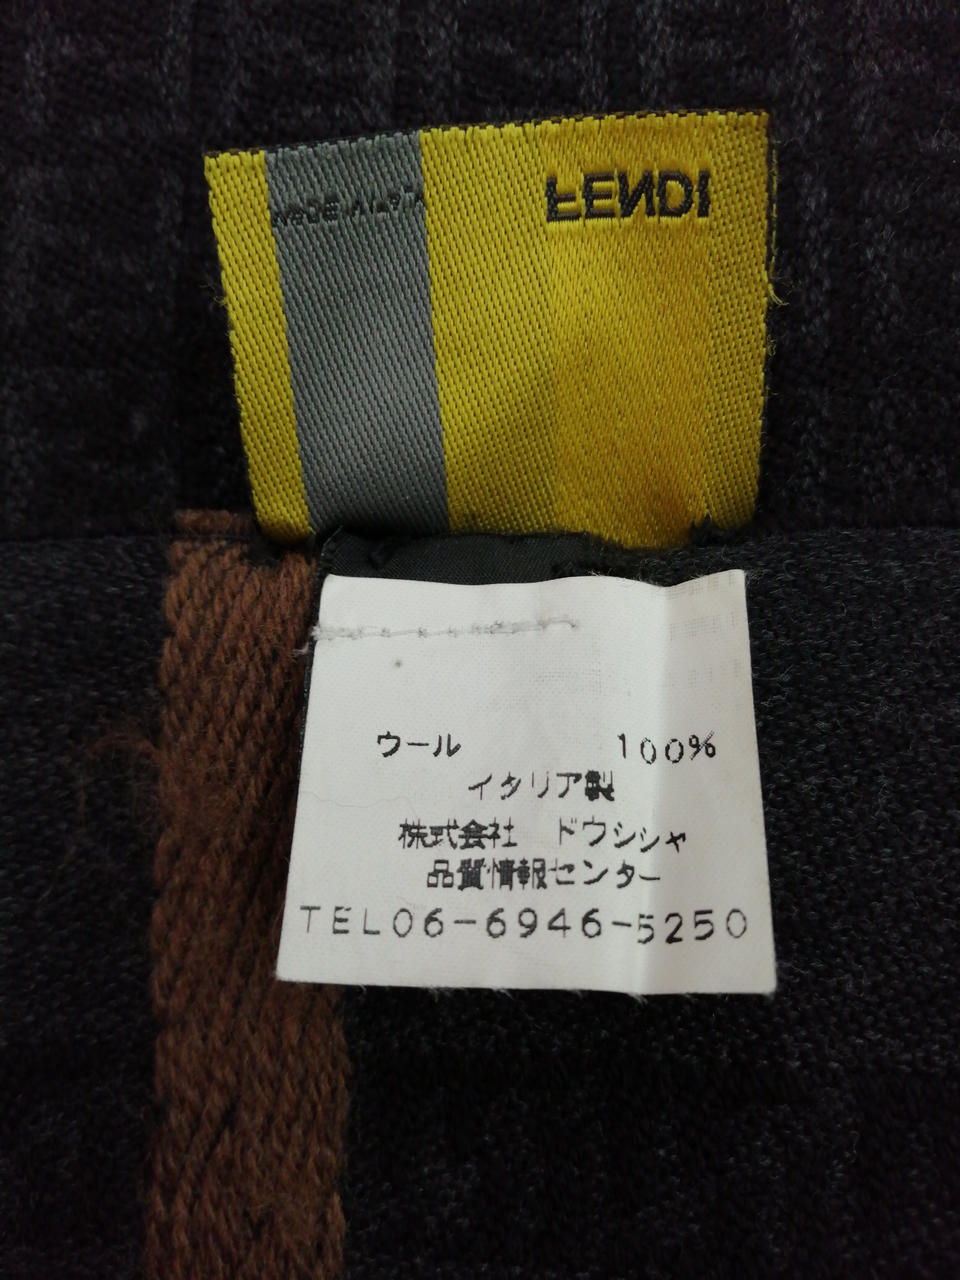 FENDI
MADE IN ITALY
ウール 100%
イタリア製
株式会社 ドウシシャ
品質情報センター
TEL06-6946-5250